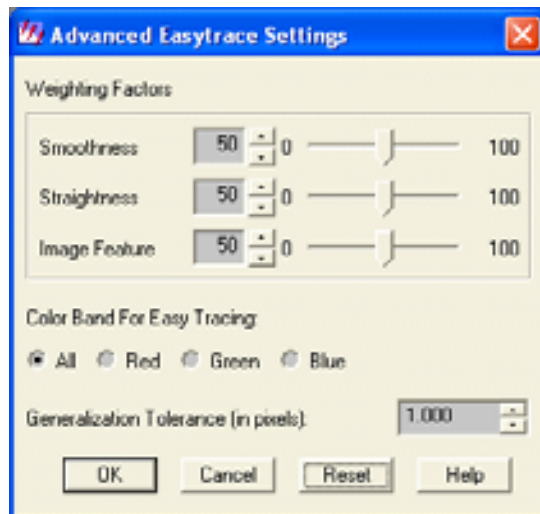 Advanced Easytrace Settings
Weighting Factors
Smoothness 50 0 100
Straightness 50 0 100
Image Feature 50 0 100
Color Band For Easy Tracing:
All Red Green Blue
Generalization Tolerance (in pixels): 1.000
OK Cancel Reset Help